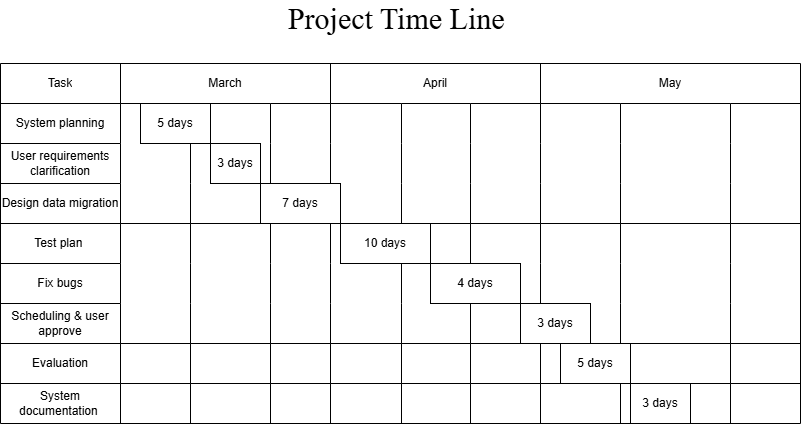 Project Time Line
Task March April May
System planning 5 days
User requirements
clarification 3 days
Design data migration 7 days
Test plan 10 days
Fix bugs 4 days
Scheduling & user
approve 3 days
Evaluation 5 days
System
documentation 3 days